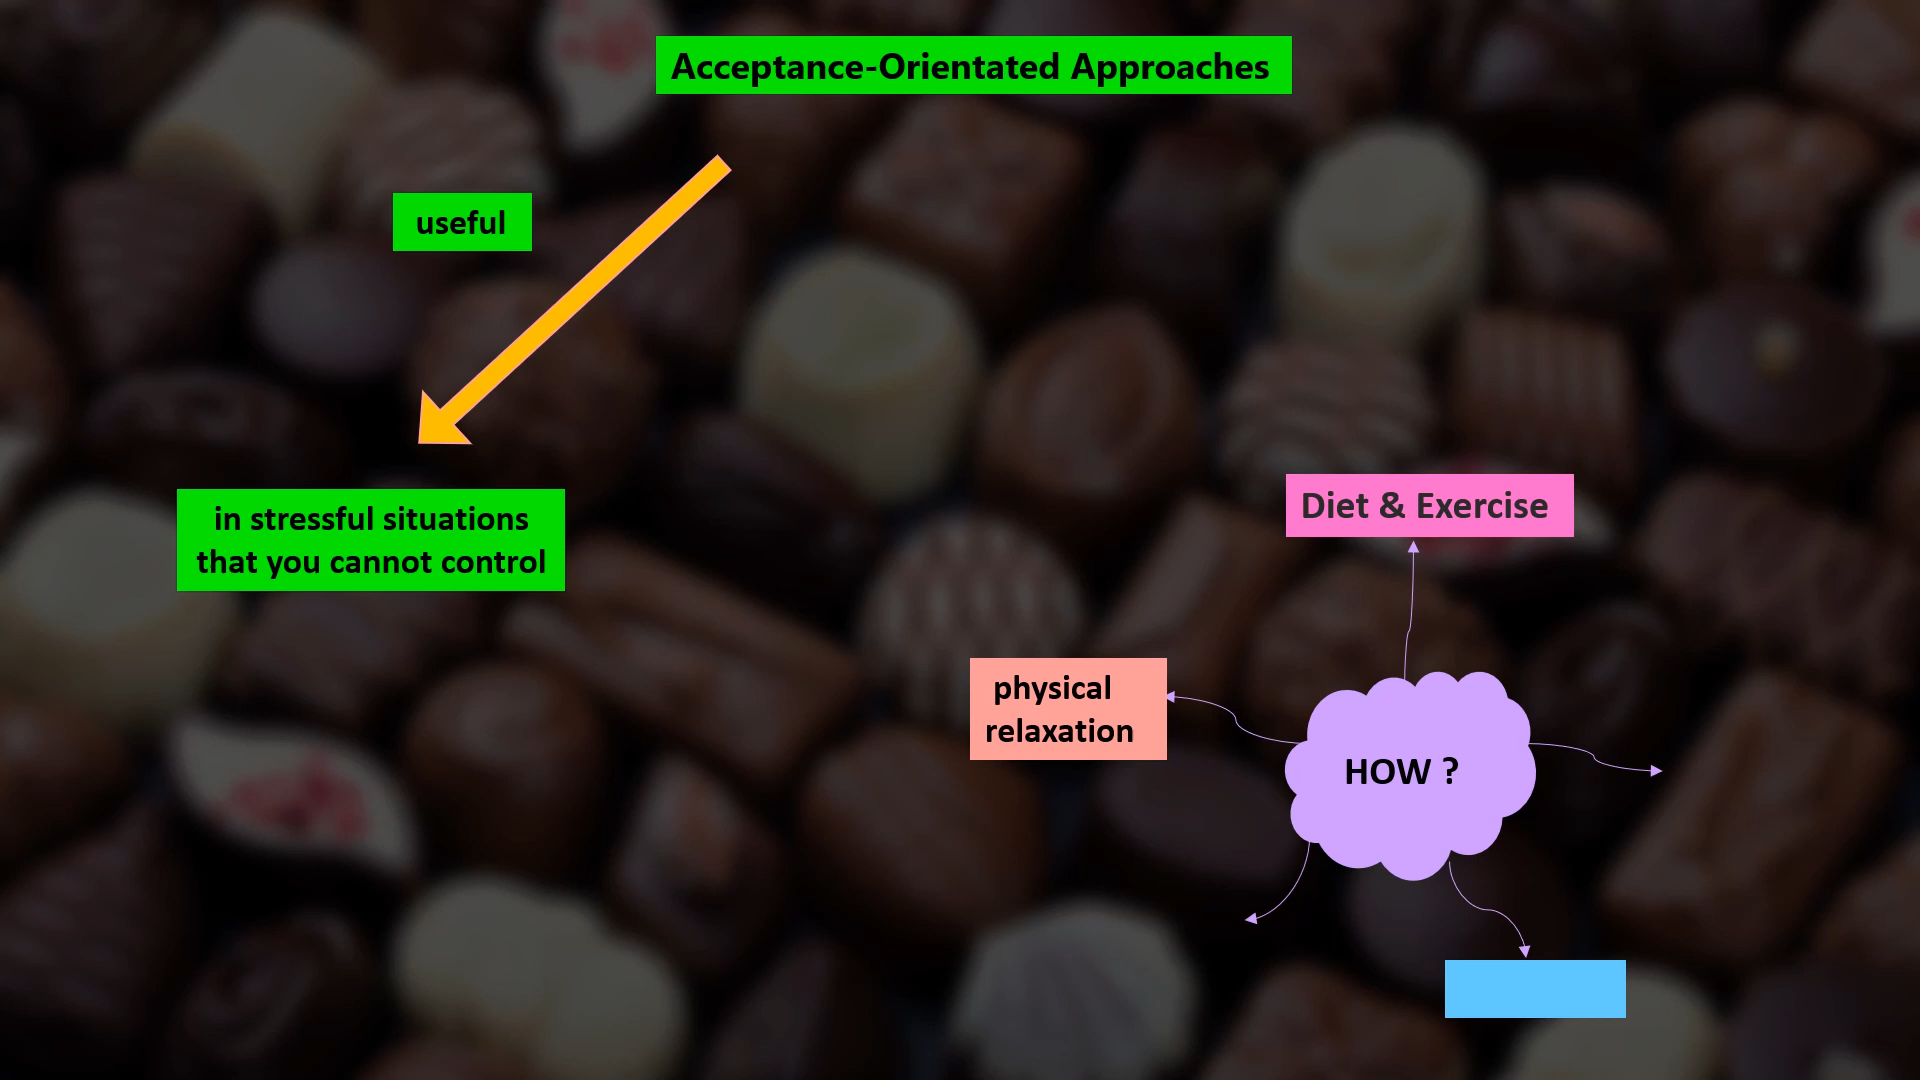 Acceptance-Orientated Approaches
useful
in stressful situations
that you cannot control
Diet & Exercise
physical
relaxation
HOW ?